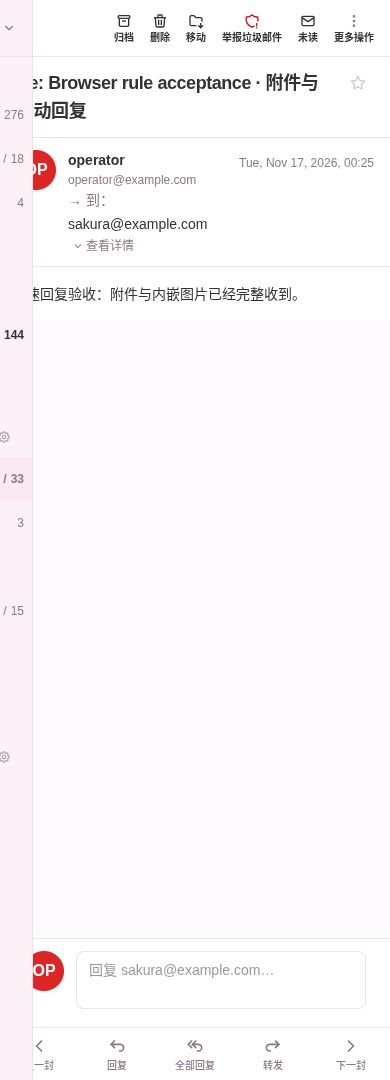 归档 删除 移动 举报垃圾邮件 未读 更多操作
e: Browser rule acceptance · 附件与
动回复
276
/ 18
4
144
/ 33
3
/ 15
OP
operator
Tue, Nov 17, 2026, 00:25
operator@example.com
→ 到：
sakura@example.com
查看详情
速回复验收：附件与内嵌图片已经完整收到。
OP
回复 sakura@example.com…
一封 回复 全部回复 转发 下一封